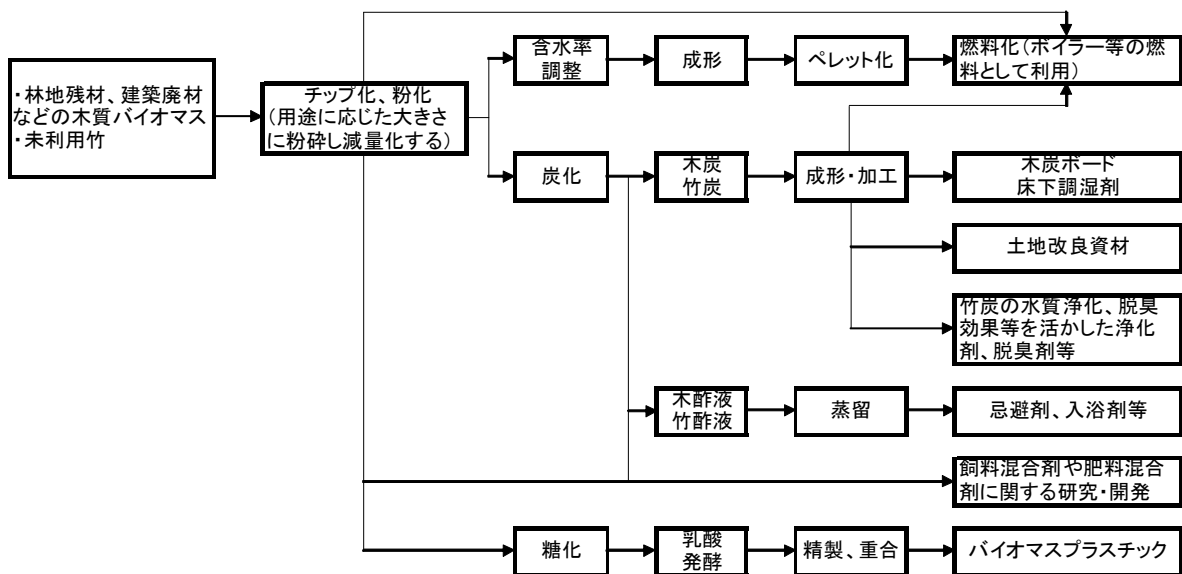 ・林地残材、建築廃材
などの木質バイオマス
・未利用竹
チップ化、粉化
(用途に応じた大きさ
に粉砕し減量化する)
含水率
調整
成形
ペレット化
燃料化(ボイラー等の燃
料として利用)
炭化
木炭
竹炭
成形・加工
木炭ボード
床下調湿剤
土地改良資材
竹炭の水質浄化、脱臭
効果等を活かした浄化
剤、脱臭剤等
木酢液
竹酢液
蒸留
忌避剤、入浴剤等
飼料混合剤や肥料混合
剤に関する研究・開発
糖化
乳酸
発酵
精製、重合
バイオマスプラスチック